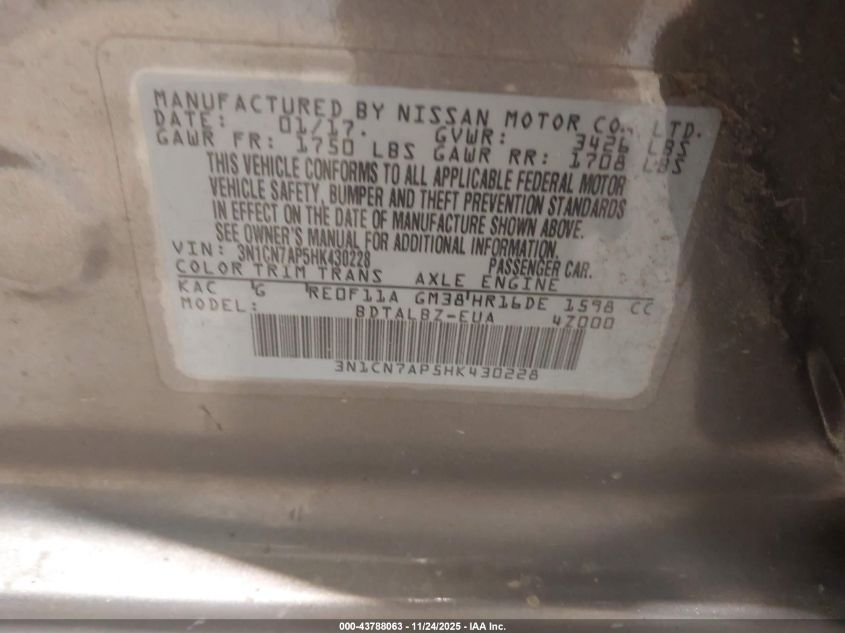 MANUFACTURED BY NISSAN MOTOR CO., LTD.
DATE: 01/17. GVWR: 3426 LBS
GAWR FR: 1750 LBS GAWR RR: 1708 LBS
THIS VEHICLE CONFORMS TO ALL APPLICABLE FEDERAL MOTOR
VEHICLE SAFETY, BUMPER AND THEFT PREVENTION STANDARDS
IN EFFECT ON THE DATE OF MANUFACTURE SHOWN ABOVE.
SEE OWNER'S MANUAL FOR ADDITIONAL INFORMATION.
VIN: 3N1CN7AP5HK430228 PASSENGER CAR.
COLOR TRIM TRANS AXLE ENGINE
KAC G RE0F11A GM38 HR16DE 1598 CC
MODEL: BDTALBZ-EUA 4Z000
3N1CN7AP5HK430228
000-43788063 - 11/24/2025 - IAA Inc.